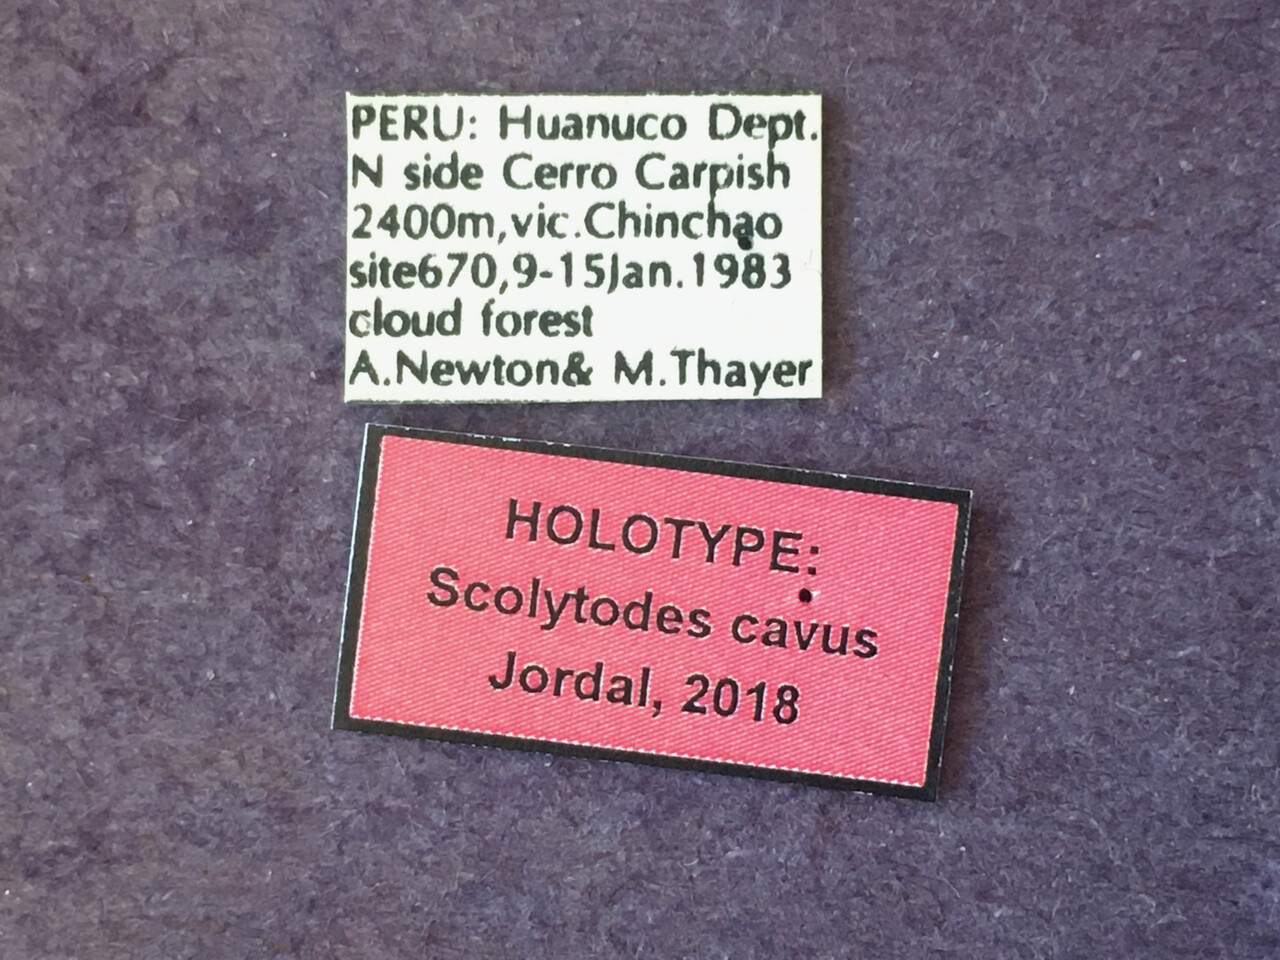 PERU: Huanuco Dept.
N side Cerro Carpish
2400m,vic.Chinchao
site670,9-15Jan.1983
cloud forest
A.Newton& M.Thayer
HOLOTYPE:
Scolytodes cavus
Jordal, 2018